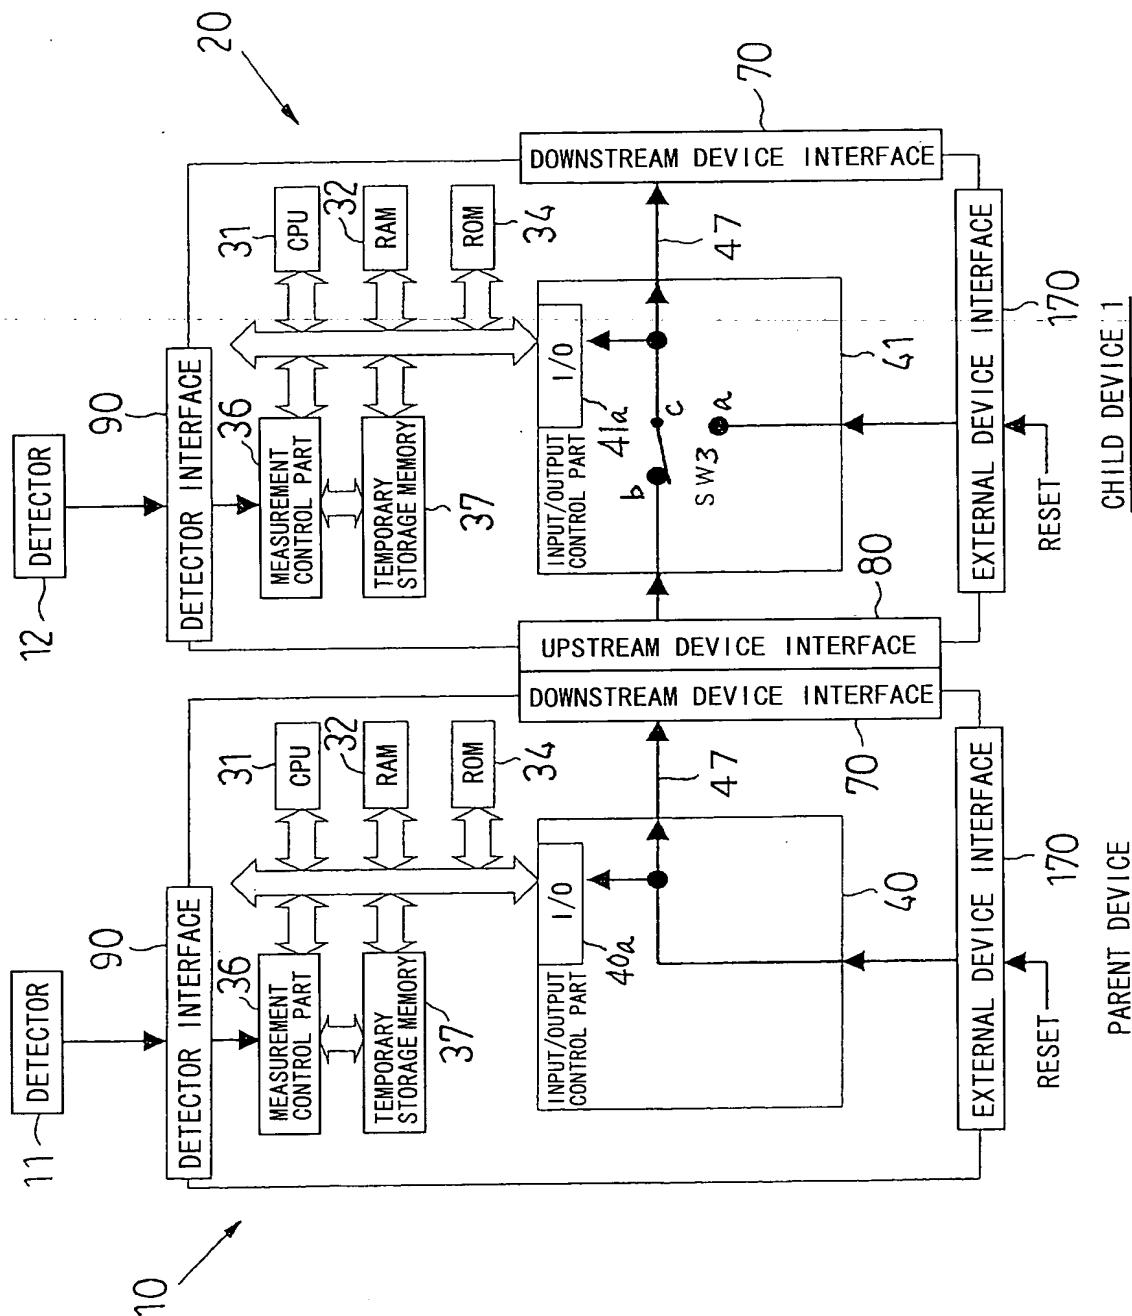 10
11
DETECTOR
90
DETECTOR INTERFACE
36
MEASUREMENT
CONTROL PART
TEMPORARY
STORAGE MEMORY
37
31
CPU
32
RAM
ROM
34
INPUT/OUTPUT
CONTROL PART
I/O
40a
40
47
DOWNSTREAM DEVICE INTERFACE
70
EXTERNAL DEVICE INTERFACE
170
RESET
PARENT DEVICE
20
12
DETECTOR
90
DETECTOR INTERFACE
36
MEASUREMENT
CONTROL PART
TEMPORARY
STORAGE MEMORY
37
31
CPU
32
RAM
ROM
34
UPSTREAM DEVICE INTERFACE
80
INPUT/OUTPUT
CONTROL PART
I/O
41a
b
c
a
SW3
41
47
DOWNSTREAM DEVICE INTERFACE
70
EXTERNAL DEVICE INTERFACE
170
RESET
CHILD DEVICE 1